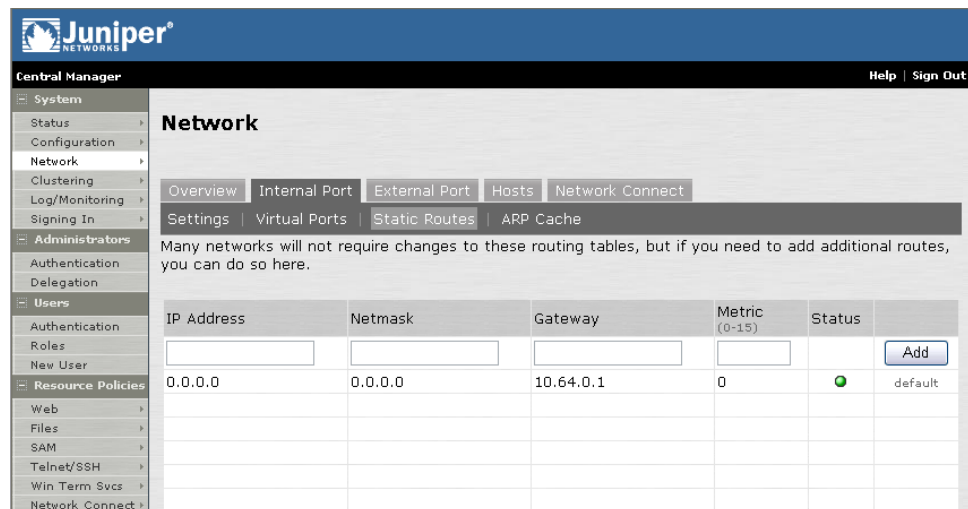 Juniper®
NETWORKS
Central Manager
Help | Sign Out
System
Status
Configuration
Network
Clustering
Log/Monitoring
Signing In
Administrators
Authentication
Delegation
Users
Authentication
Roles
New User
Resource Policies
Web
Files
SAM
Telnet/SSH
Win Term Svcs
Network Connect
Network
Overview Internal Port External Port Hosts Network Connect
Settings | Virtual Ports | Static Routes | ARP Cache
Many networks will not require changes to these routing tables, but if you need to add additional routes,
you can do so here.
IP Address Netmask Gateway Metric (0-15) Status
Add
0.0.0.0 0.0.0.0 10.64.0.1 0 default